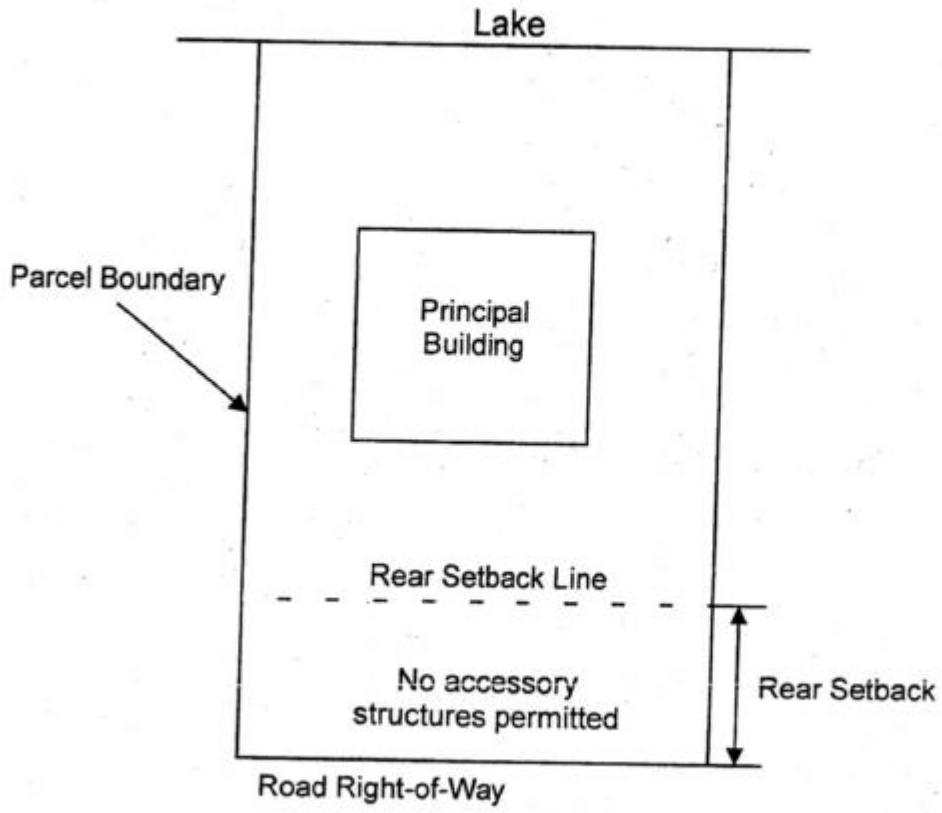 Lake
Parcel Boundary
Principal
Building
Rear Setback Line
No accessory
structures permitted
Rear Setback
Road Right-of-Way